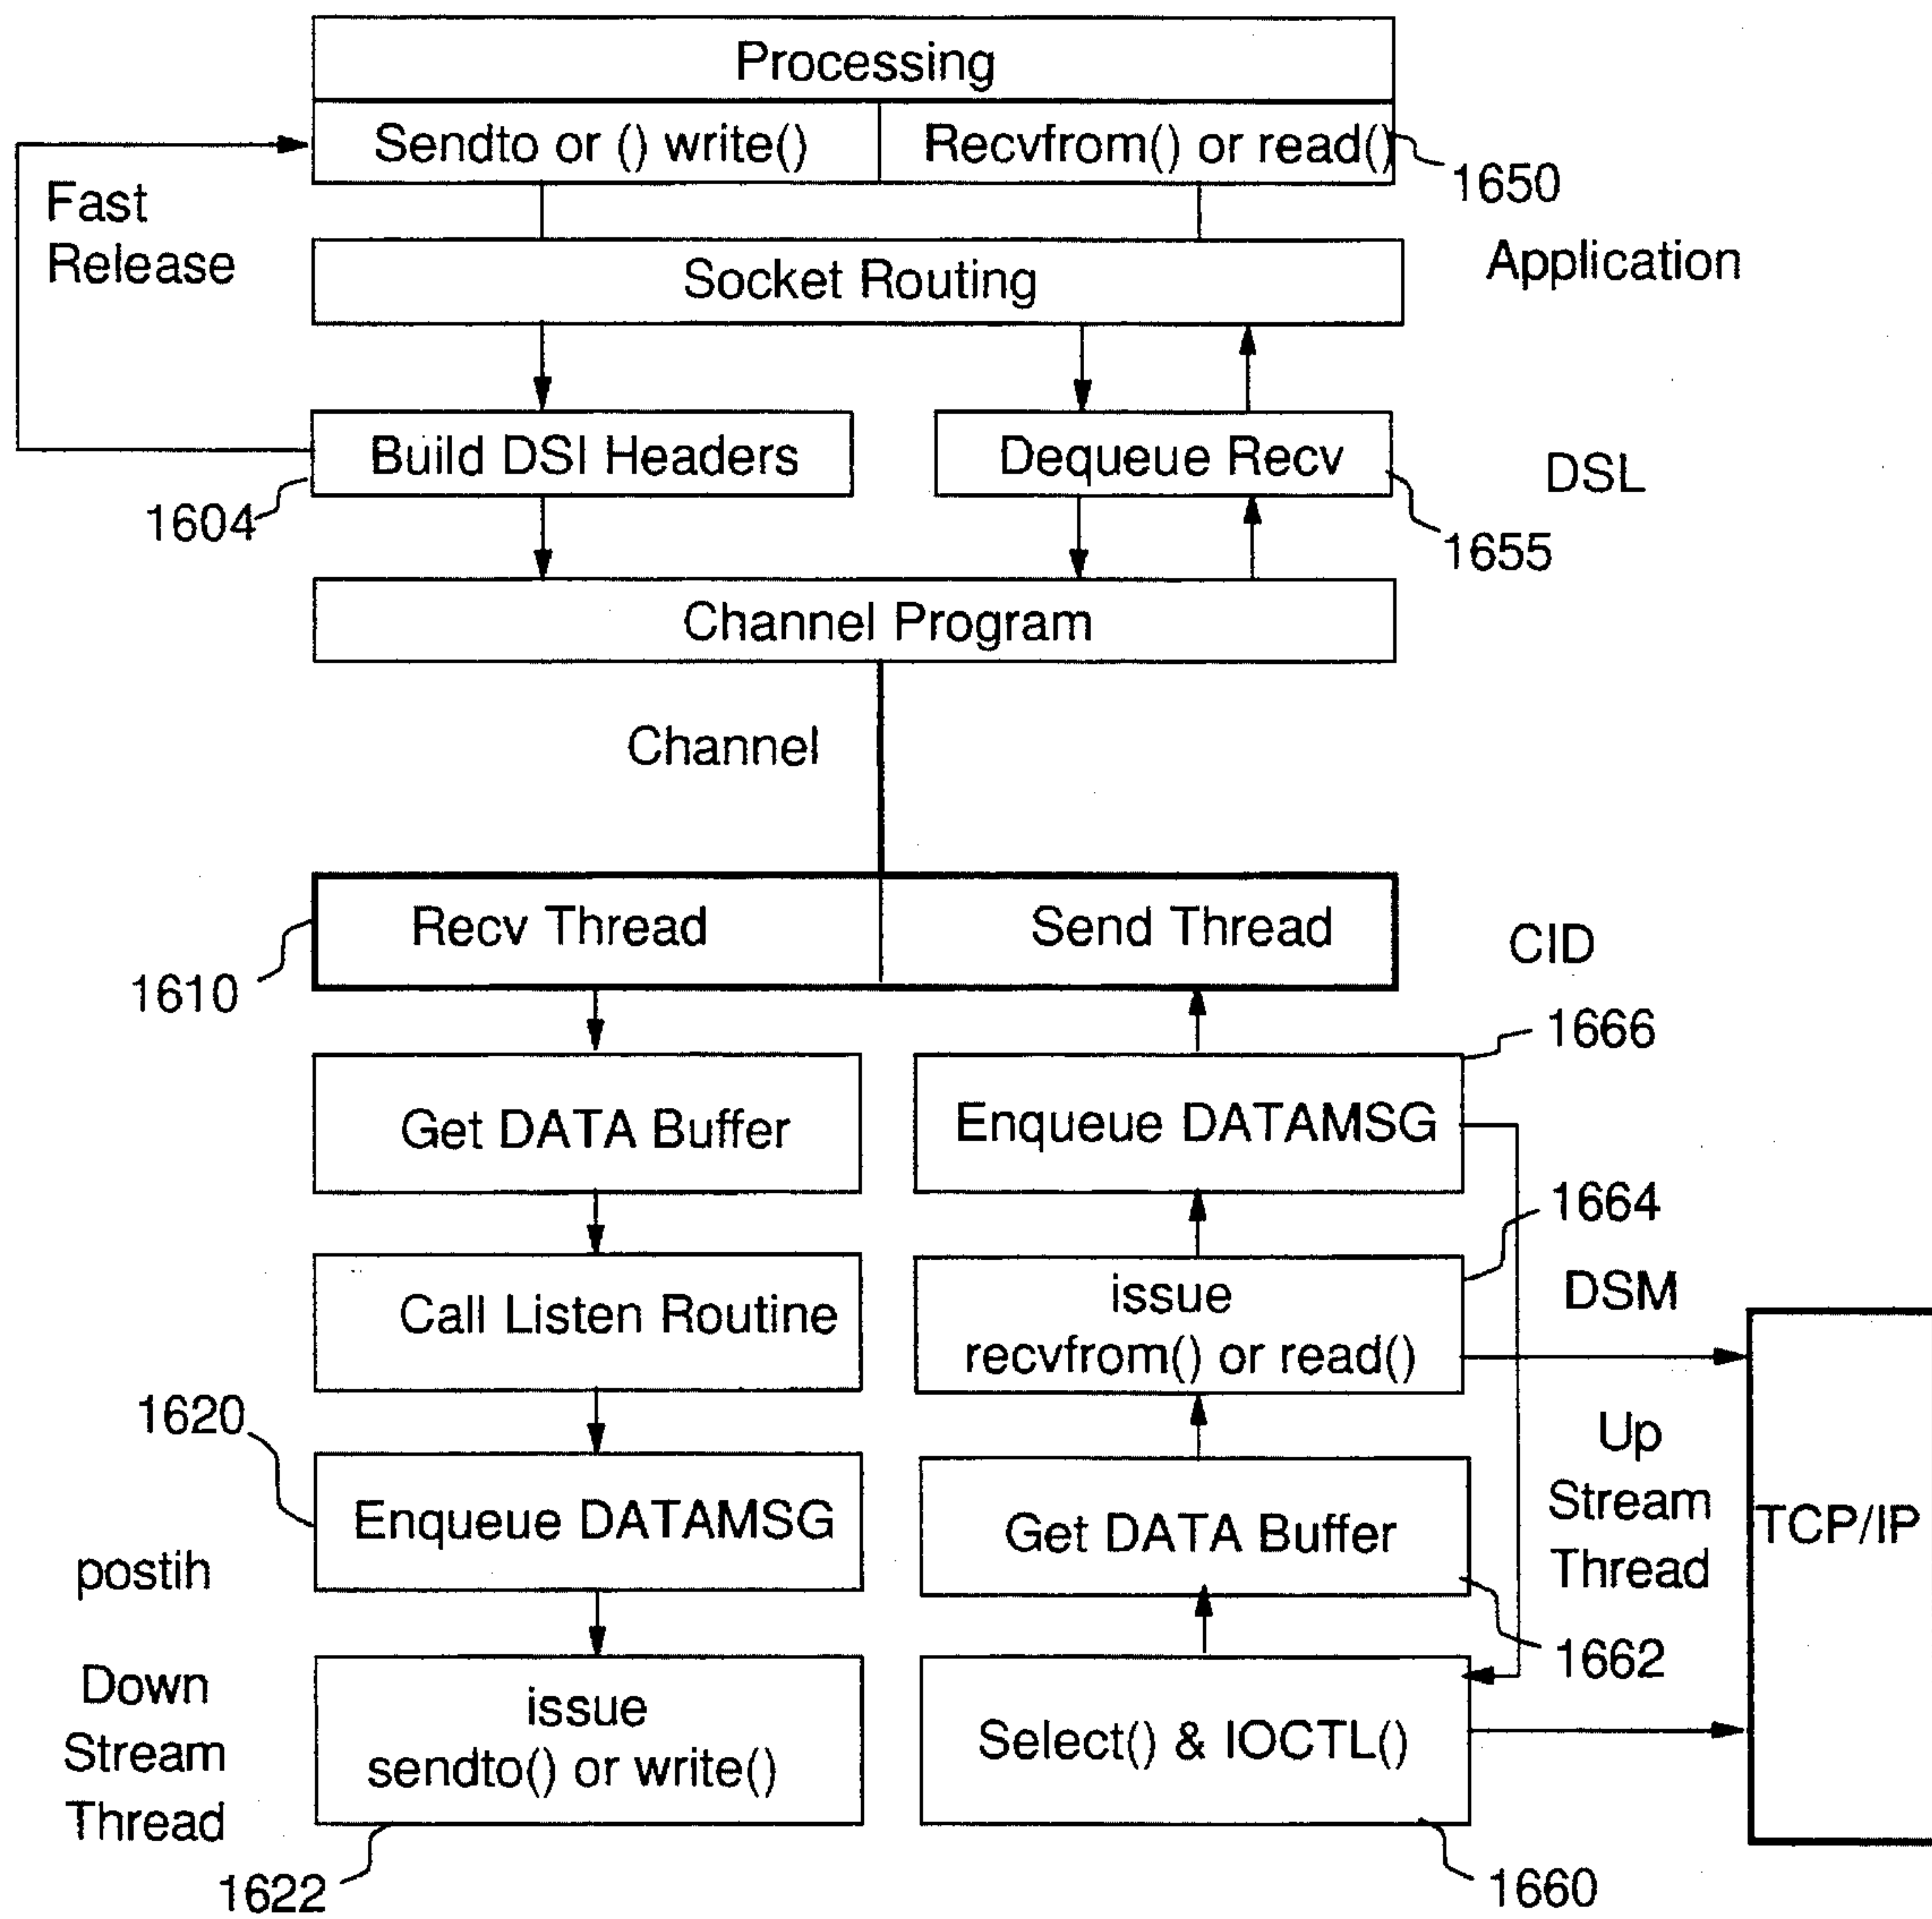 Processing
Sendto or () write()
Recvfrom() or read()
1650
Fast
Release
Socket Routing
Application
Build DSI Headers
Dequeue Recv
DSL
1604
1655
Channel Program
Channel
Recv Thread
Send Thread
CID
1610
1666
Get DATA Buffer
Enqueue DATAMSG
1664
Call Listen Routine
issue
recvfrom() or read()
DSM
1620
Up
Stream
Thread
Enqueue DATAMSG
Get DATA Buffer
TCP/IP
postih
1662
Down
Stream
Thread
issue
sendto() or write()
Select() & IOCTL()
1622
1660